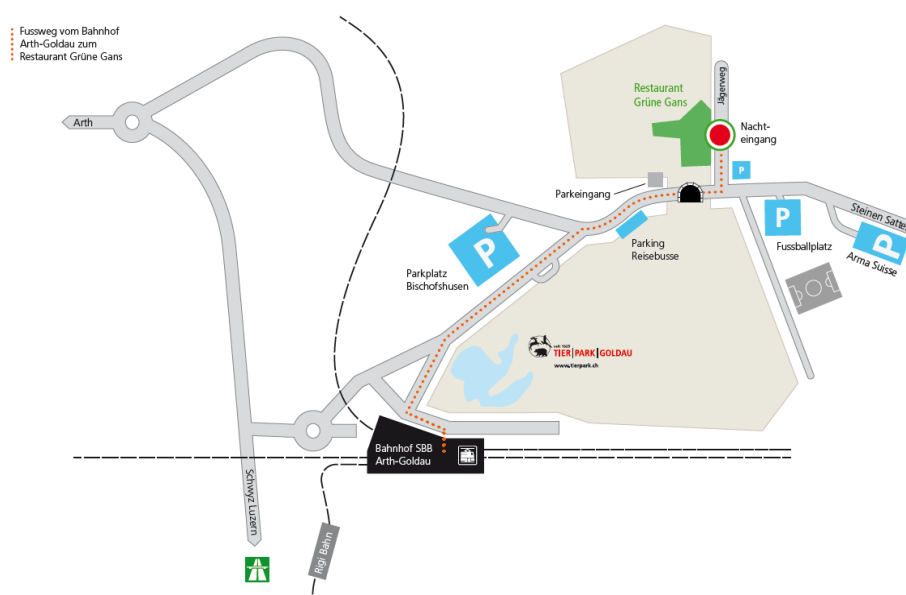 Fussweg vom Bahnhof
Arth-Goldau zum
Restaurant Grüne Gans
Arth
Restaurant
Grüne Gans
Jägerweg
Nacht-
eingang
P
Parkeingang
P
Steinen Sattel
P
Fussballplatz
Arma Suisse
P
Parkplatz
Bischofshusen
Parking
Reisebusse
seit 1925
TIER|PARK|GOLDAU
www.tierpark.ch
Bahnhof SBB
Arth-Goldau
Schwyz Luzern
Rigi Bahn